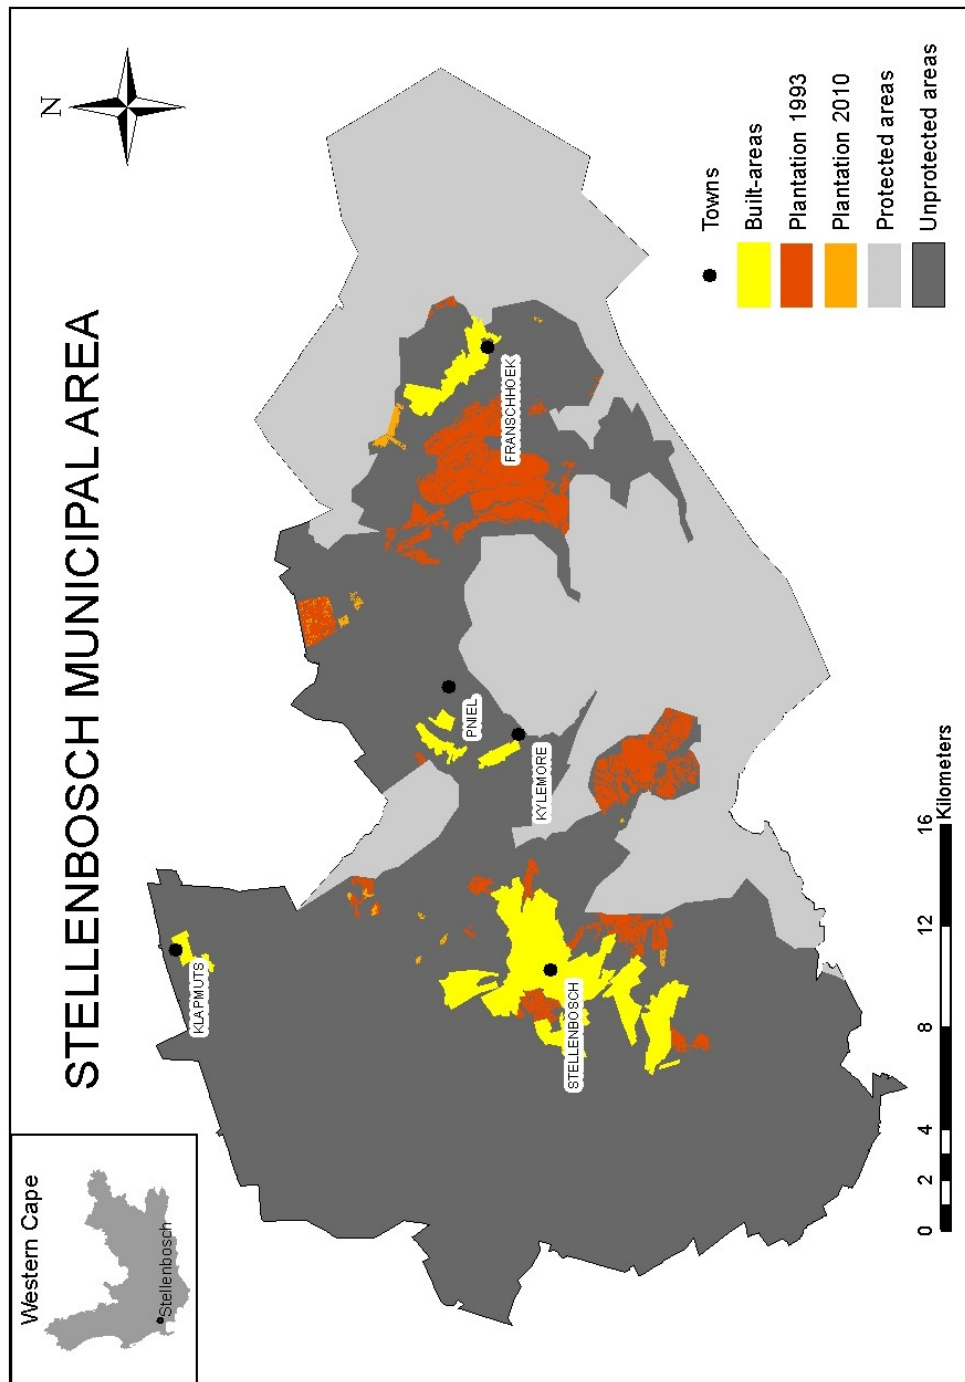 STELLENBOSCH MUNICIPAL AREA
Western Cape
Stellenbosch
N
KLAPMUTS
PNIEL
KYLEMORE
FRANSCHHOEK
STELLENBOSCH
Towns
Built-areas
Plantation 1993
Plantation 2010
Protected areas
Unprotected areas
0 2 4 8 12 16
Kilometers